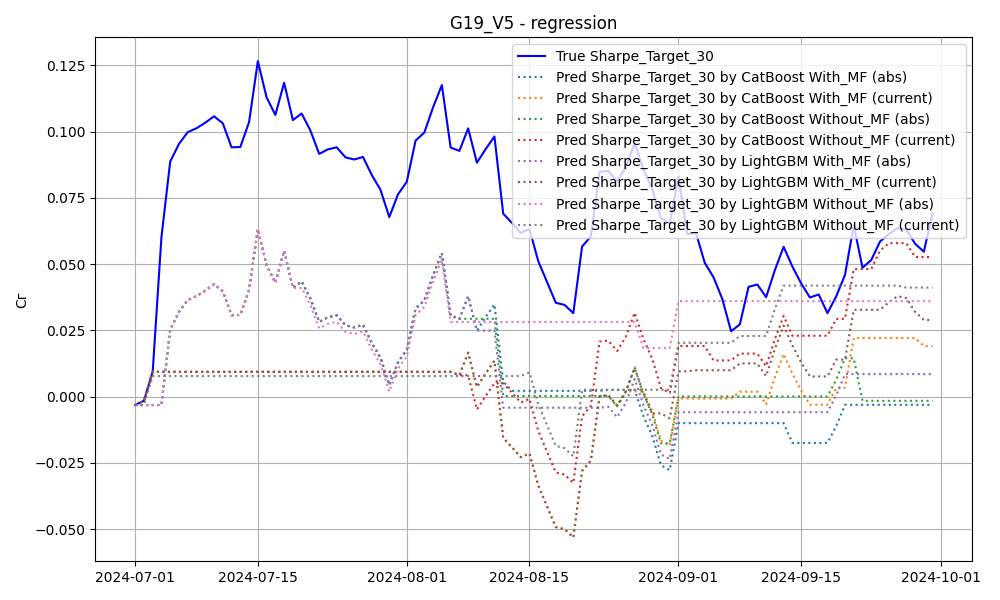 G19_V5 - regression
True Sharpe_Target_30
Pred Sharpe_Target_30 by CatBoost With_MF (abs)
Pred Sharpe_Target_30 by CatBoost With_MF (current)
Pred Sharpe_Target_30 by CatBoost Without_MF (abs)
Pred Sharpe_Target_30 by CatBoost Without_MF (current)
Pred Sharpe_Target_30 by LightGBM With_MF (abs)
Pred Sharpe_Target_30 by LightGBM With_MF (current)
Pred Sharpe_Target_30 by LightGBM Without_MF (abs)
Pred Sharpe_Target_30 by LightGBM Without_MF (current)
Cr
0.125
0.100
0.075
0.050
0.025
0.000
−0.025
−0.050
2024-07-01
2024-07-15
2024-08-01
2024-08-15
2024-09-01
2024-09-15
2024-10-01